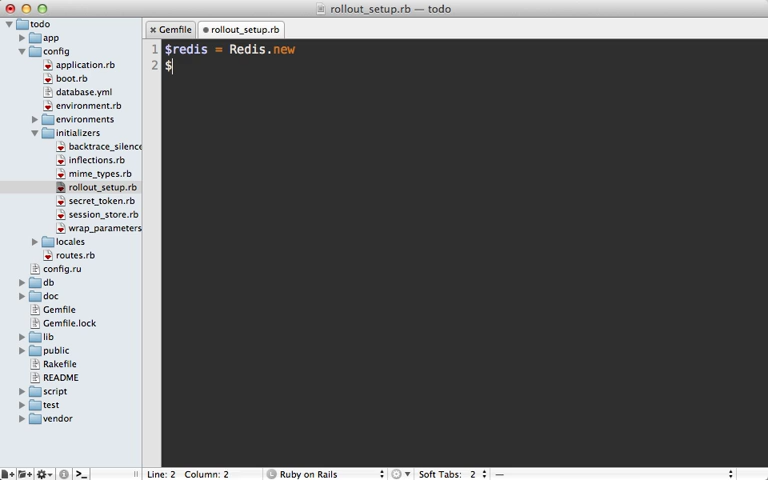 rollout_setup.rb — todo
todo
app
config
application.rb
boot.rb
database.yml
environment.rb
environments
initializers
backtrace_silence
inflections.rb
mime_types.rb
rollout_setup.rb
secret_token.rb
session_store.rb
wrap_parameters
locales
routes.rb
config.ru
db
doc
Gemfile
Gemfile.lock
lib
public
Rakefile
README
script
test
vendor
Gemfile
rollout_setup.rb
1 $redis = Redis.new
2 $
Line: 2 Column: 2
Ruby on Rails
Soft Tabs: 2
—